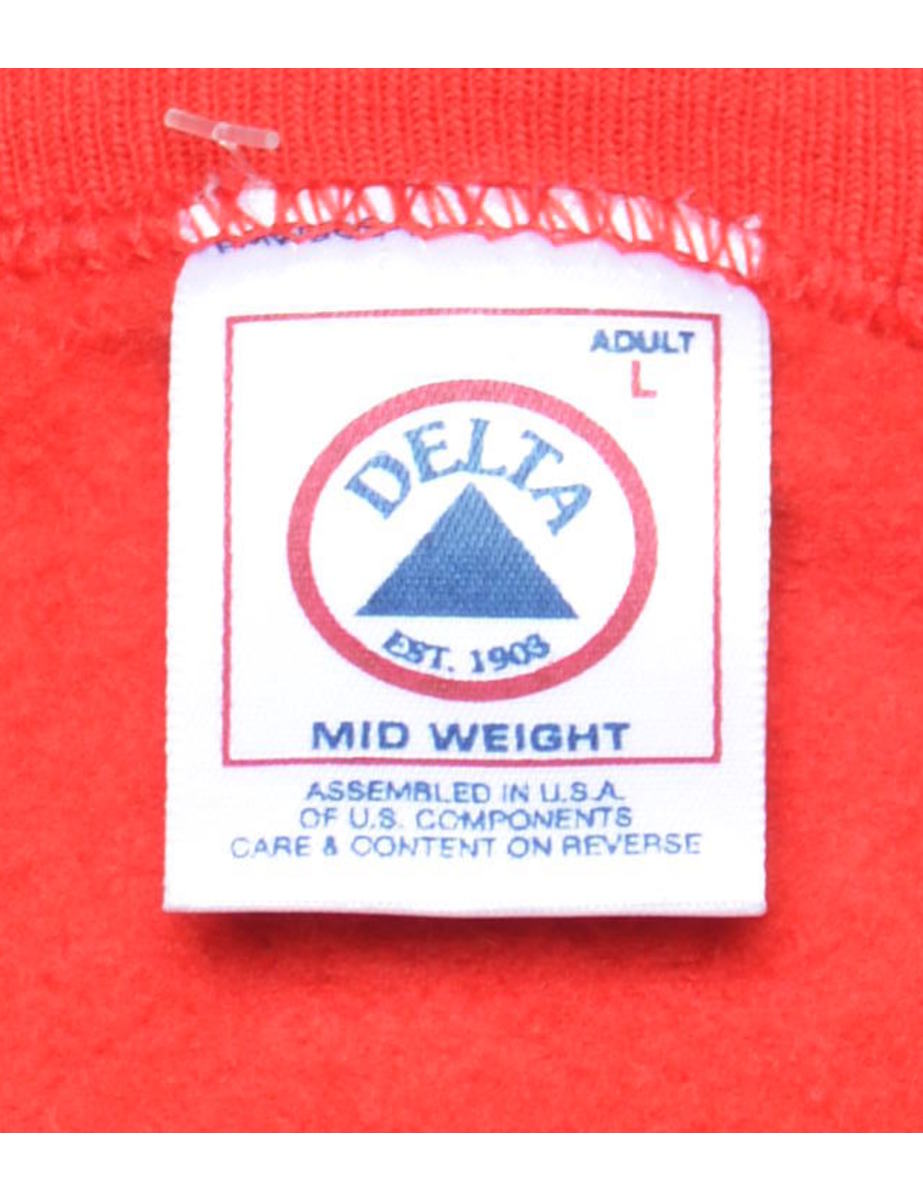 ADULT
L
DELTA
EST. 1903
MID WEIGHT
ASSEMBLED IN U.S.A.
OF U.S. COMPONENTS
CARE & CONTENT ON REVERSE